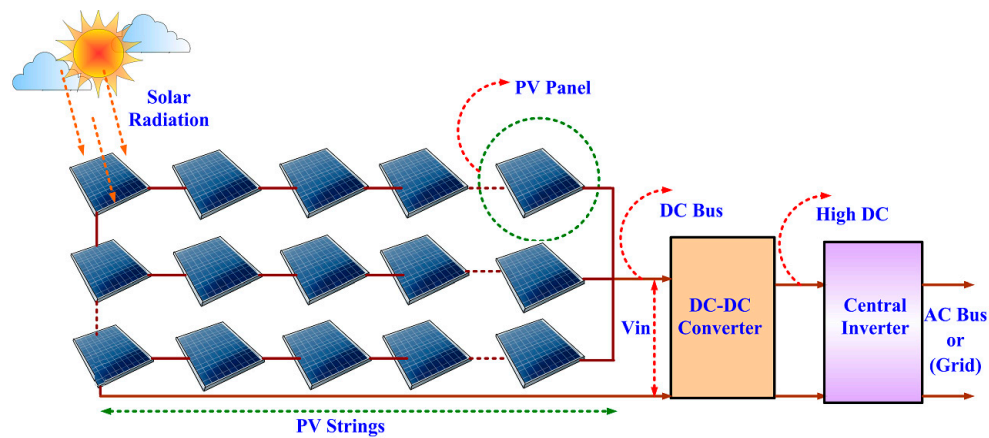 Solar
Radiation
PV Panel
DC Bus
High DC
Vin
DC-DC
Converter
Central
Inverter
AC Bus
or
(Grid)
PV Strings